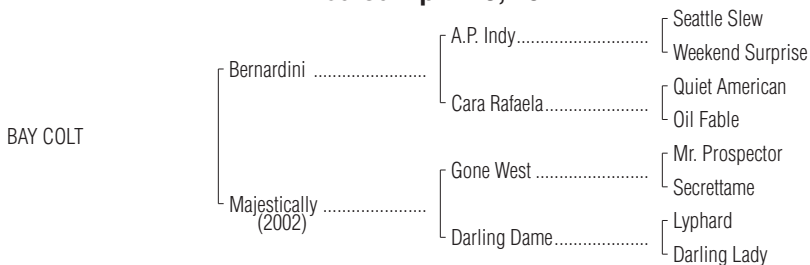 Seattle Slew
A.P. Indy
Weekend Surprise
Bernardini
Quiet American
Cara Rafaela
Oil Fable
BAY COLT
Mr. Prospector
Gone West
Secrettame
Majestically
(2002)
Lyphard
Darling Dame
Darling Lady